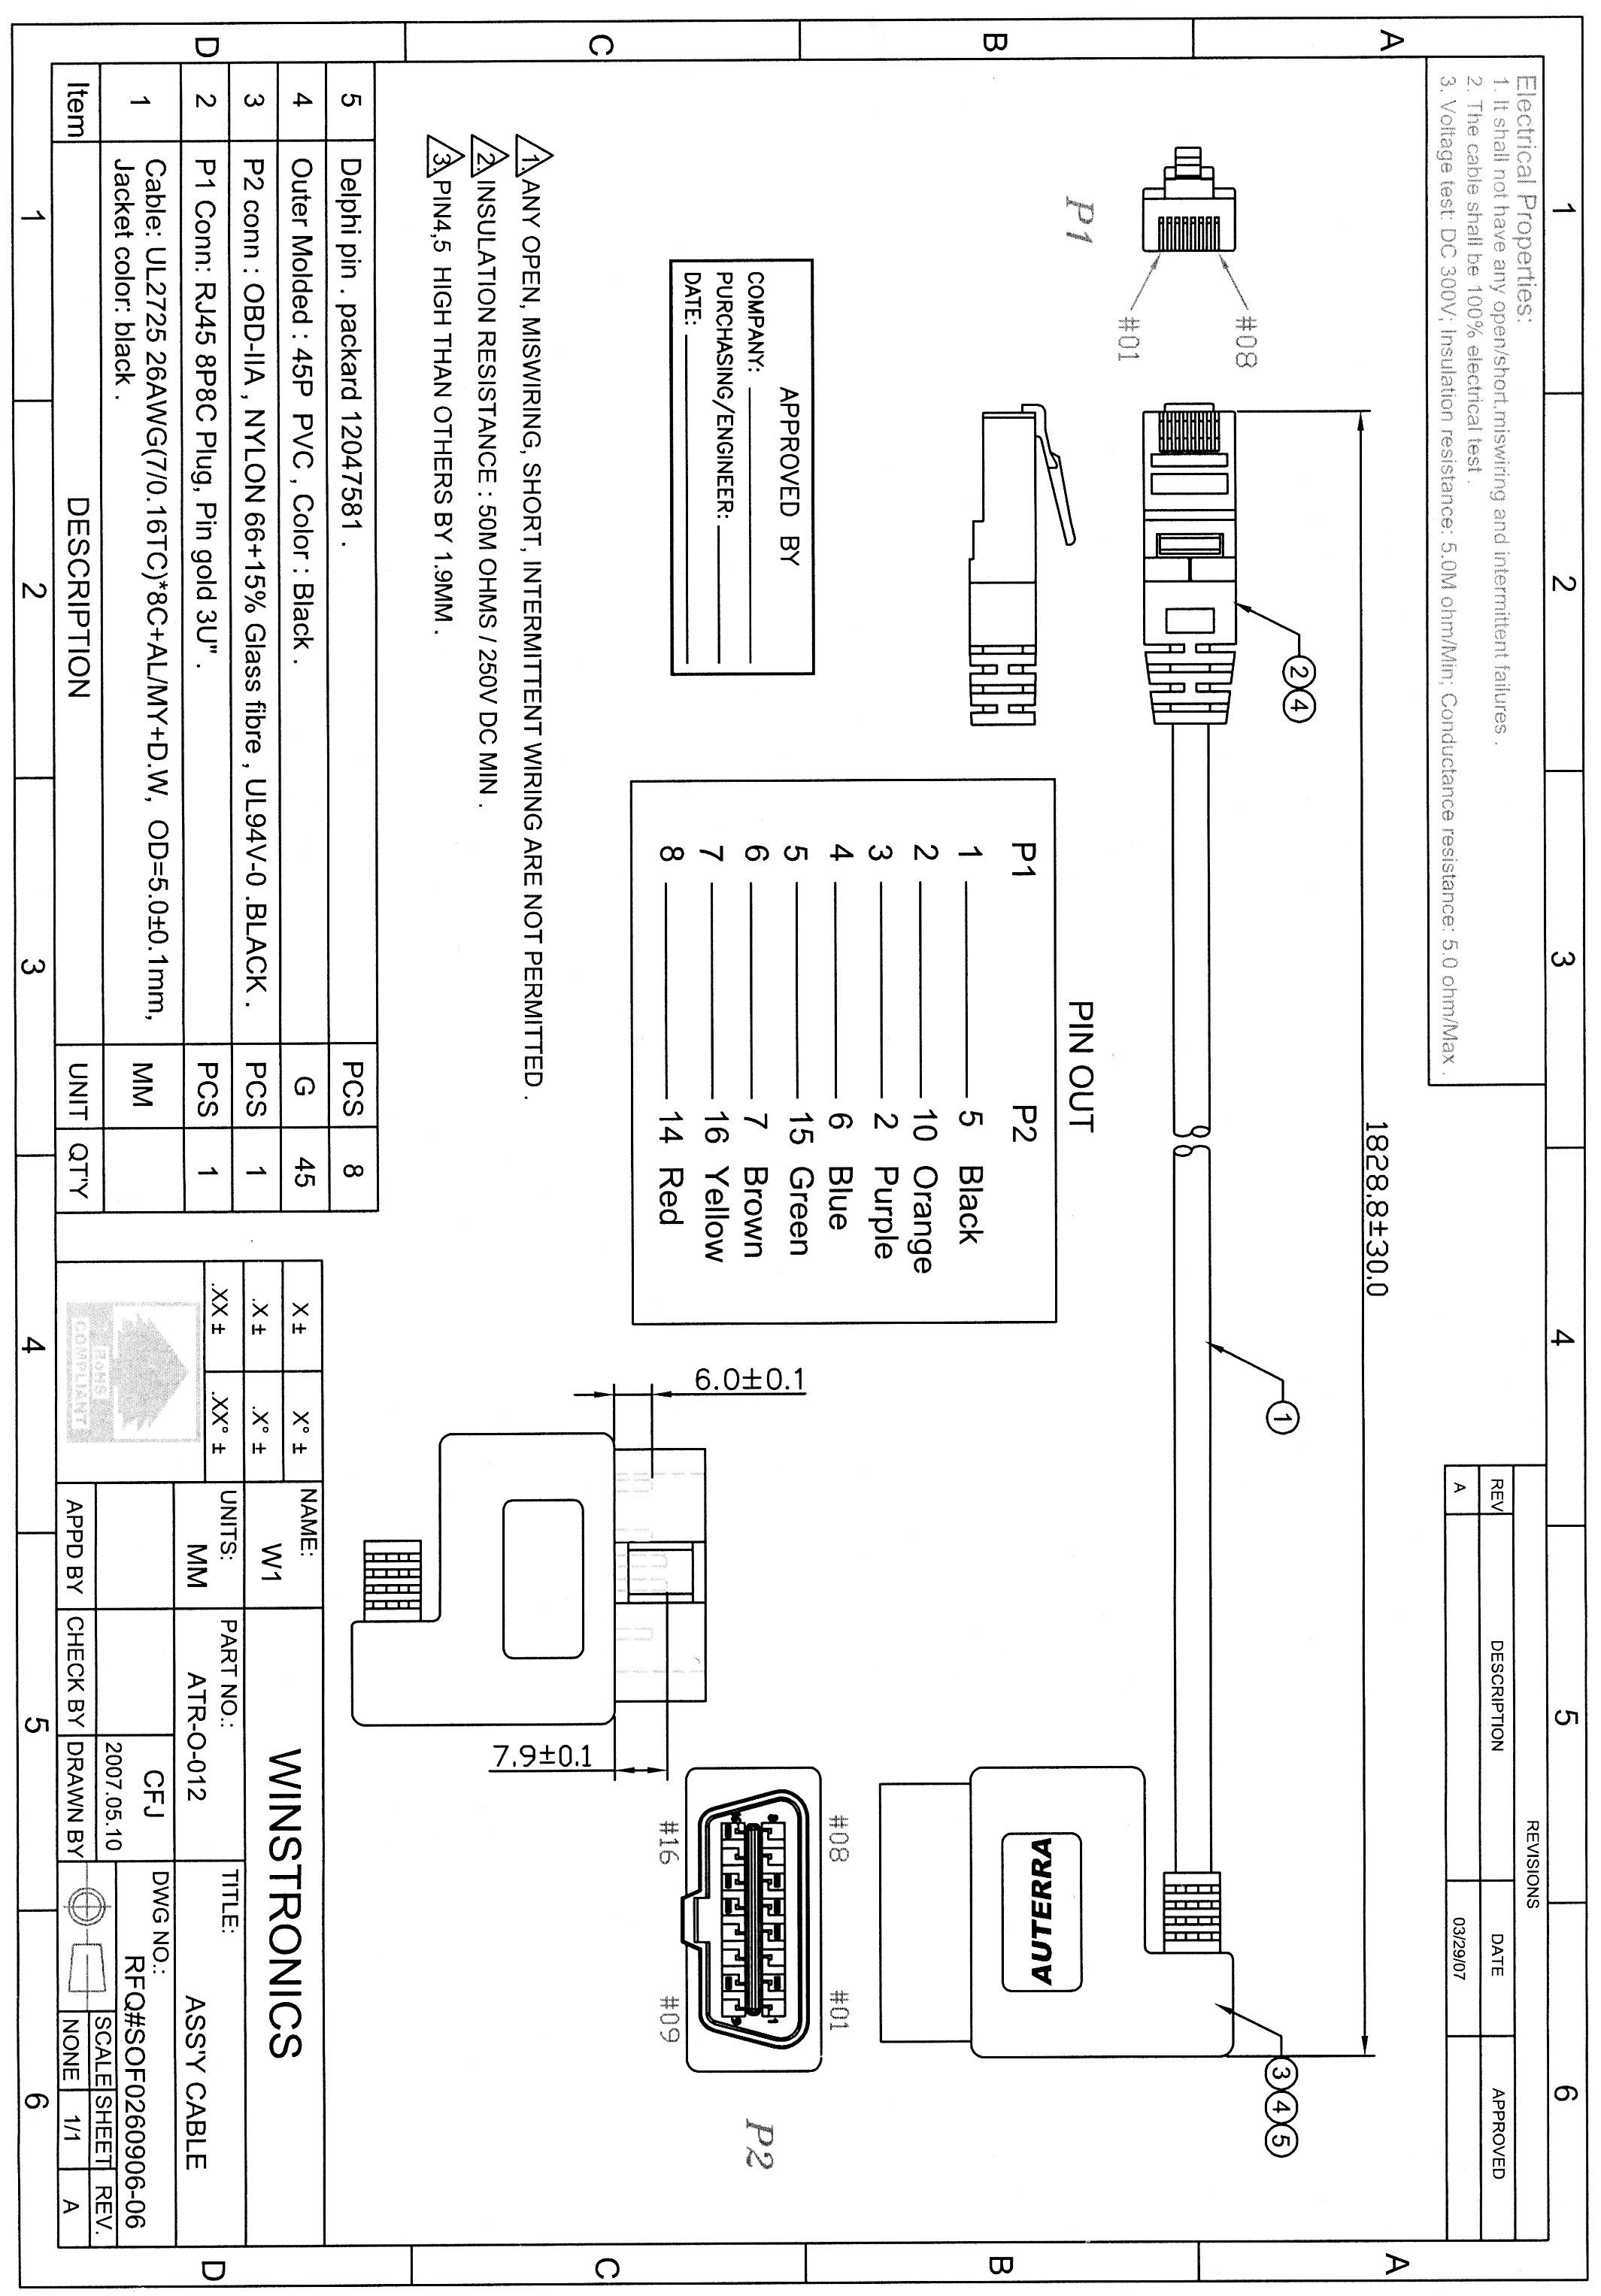 1 2 3 4 5 6
Electrical Properties:
1. It shall not have any open/short,miswiring and intermittent failures .
2. The cable shall be 100% electrical test .
3. Voltage test: DC 300V; Insulation resistance: 5.0M ohm/Min; Conductance resistance: 5.0 ohm/Max .
REVISIONS
REV DESCRIPTION DATE APPROVED
A 03/29/07
A A
1828.8±30.0
2 4
1
3 4 5
#08
#01
P1
AUTERRA
B B
PIN OUT
P1 P2
1 5 Black
2 10 Orange
3 2 Purple
4 6 Blue
5 15 Green
6 7 Brown
7 16 Yellow
8 14 Red
APPROVED BY
COMPANY:
PURCHASING/ENGINEER:
DATE:
#08 #01
8 1
16 9
P2
#16 #09
6.0±0.1
7.9±0.1
C C
1. ANY OPEN, MISWIRING, SHORT, INTERMITTENT WIRING ARE NOT PERMITTED .
2. INSULATION RESISTANCE : 50M OHMS / 250V DC MIN .
3. PIN4,5 HIGH THAN OTHERS BY 1.9MM .
5 Delphi pin . packard 12047581 . PCS 8
4 Outer Molded : 45P PVC , Color : Black . G 45
3 P2 conn : OBD-IIA , NYLON 66+15% Glass fibre , UL94V-0 .BLACK . PCS 1
2 P1 Conn: RJ45 8P8C Plug, Pin gold 3U" . PCS 1
1 Cable: UL2725 26AWG(7/0.16TC)*8C+AL/MY+D.W, OD=5.0±0.1mm, MM
Jacket color: black .
Item DESCRIPTION UNIT QT'Y
D D
X ± X° ±
.X ± .X° ±
.XX ± .XX° ±
RoHS
COMPLIANT
NAME:
W1
WINSTRONICS
UNITS:
MM
PART NO.:
ATR-O-012
TITLE:
ASS'Y CABLE
CFJ
2007.05.10
DWG NO.:
RFQ#SOF0260906-06
APPD BY CHECK BY DRAWN BY
SCALE SHEET REV.
NONE 1/1 A
1 2 3 4 5 6